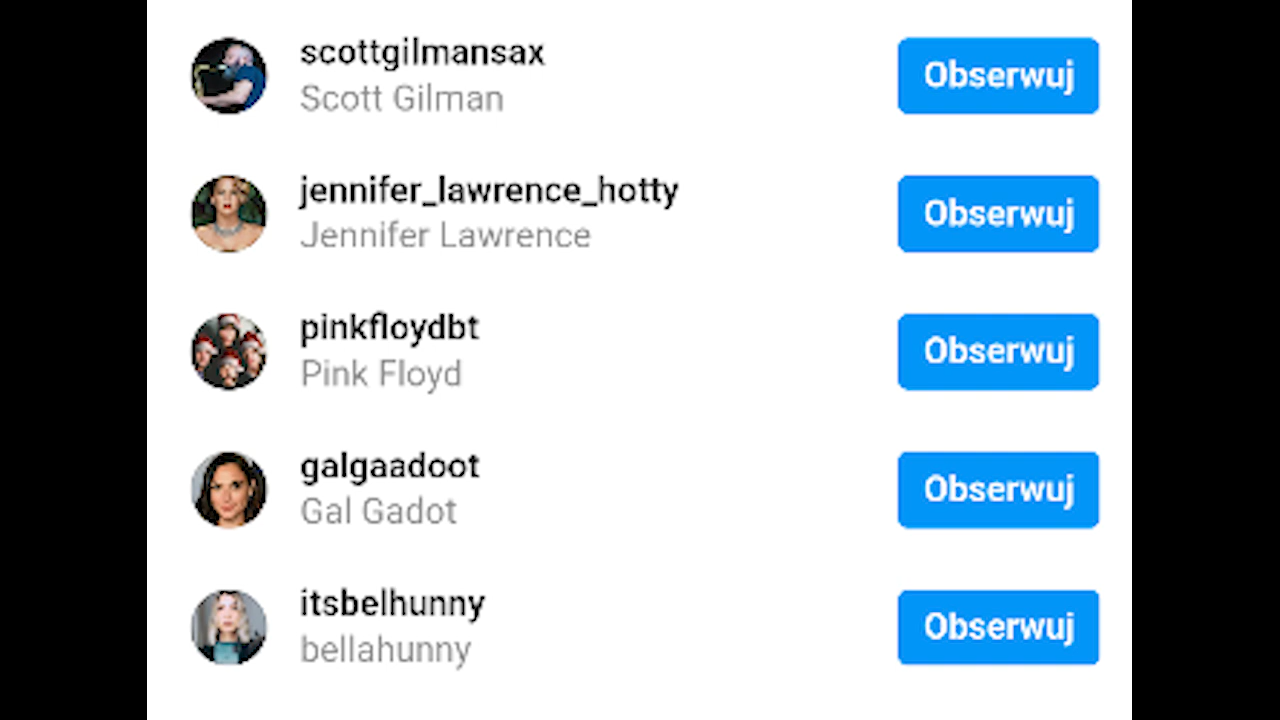 scottgilmansax
Scott Gilman
Obserwuj
jennifer_lawrence_hotty
Jennifer Lawrence
Obserwuj
pinkfloydbt
Pink Floyd
Obserwuj
galgaadoot
Gal Gadot
Obserwuj
itsbelhunny
bellahunny
Obserwuj